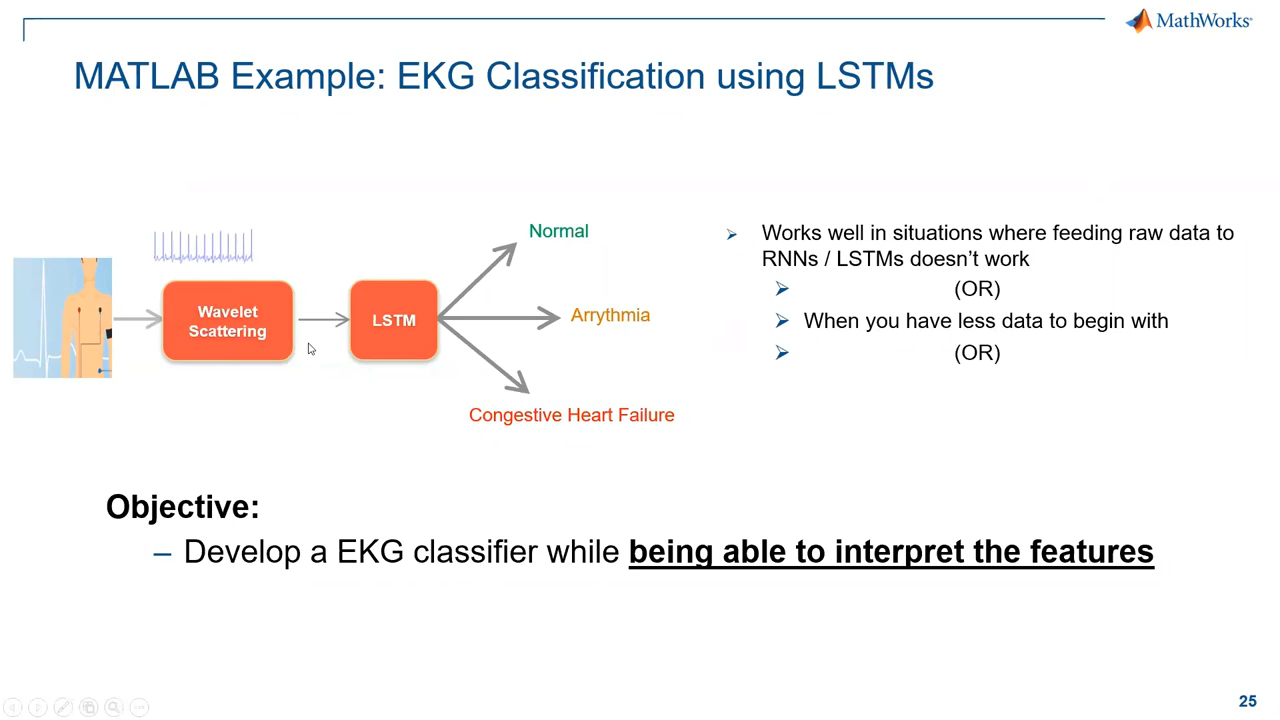 MathWorks®
MATLAB Example: EKG Classification using LSTMs
Wavelet
Scattering
LSTM
Normal
Arrythmia
Congestive Heart Failure
Works well in situations where feeding raw data to
RNNs / LSTMs doesn’t work
(OR)
When you have less data to begin with
(OR)
Objective:
– Develop a EKG classifier while being able to interpret the features
25